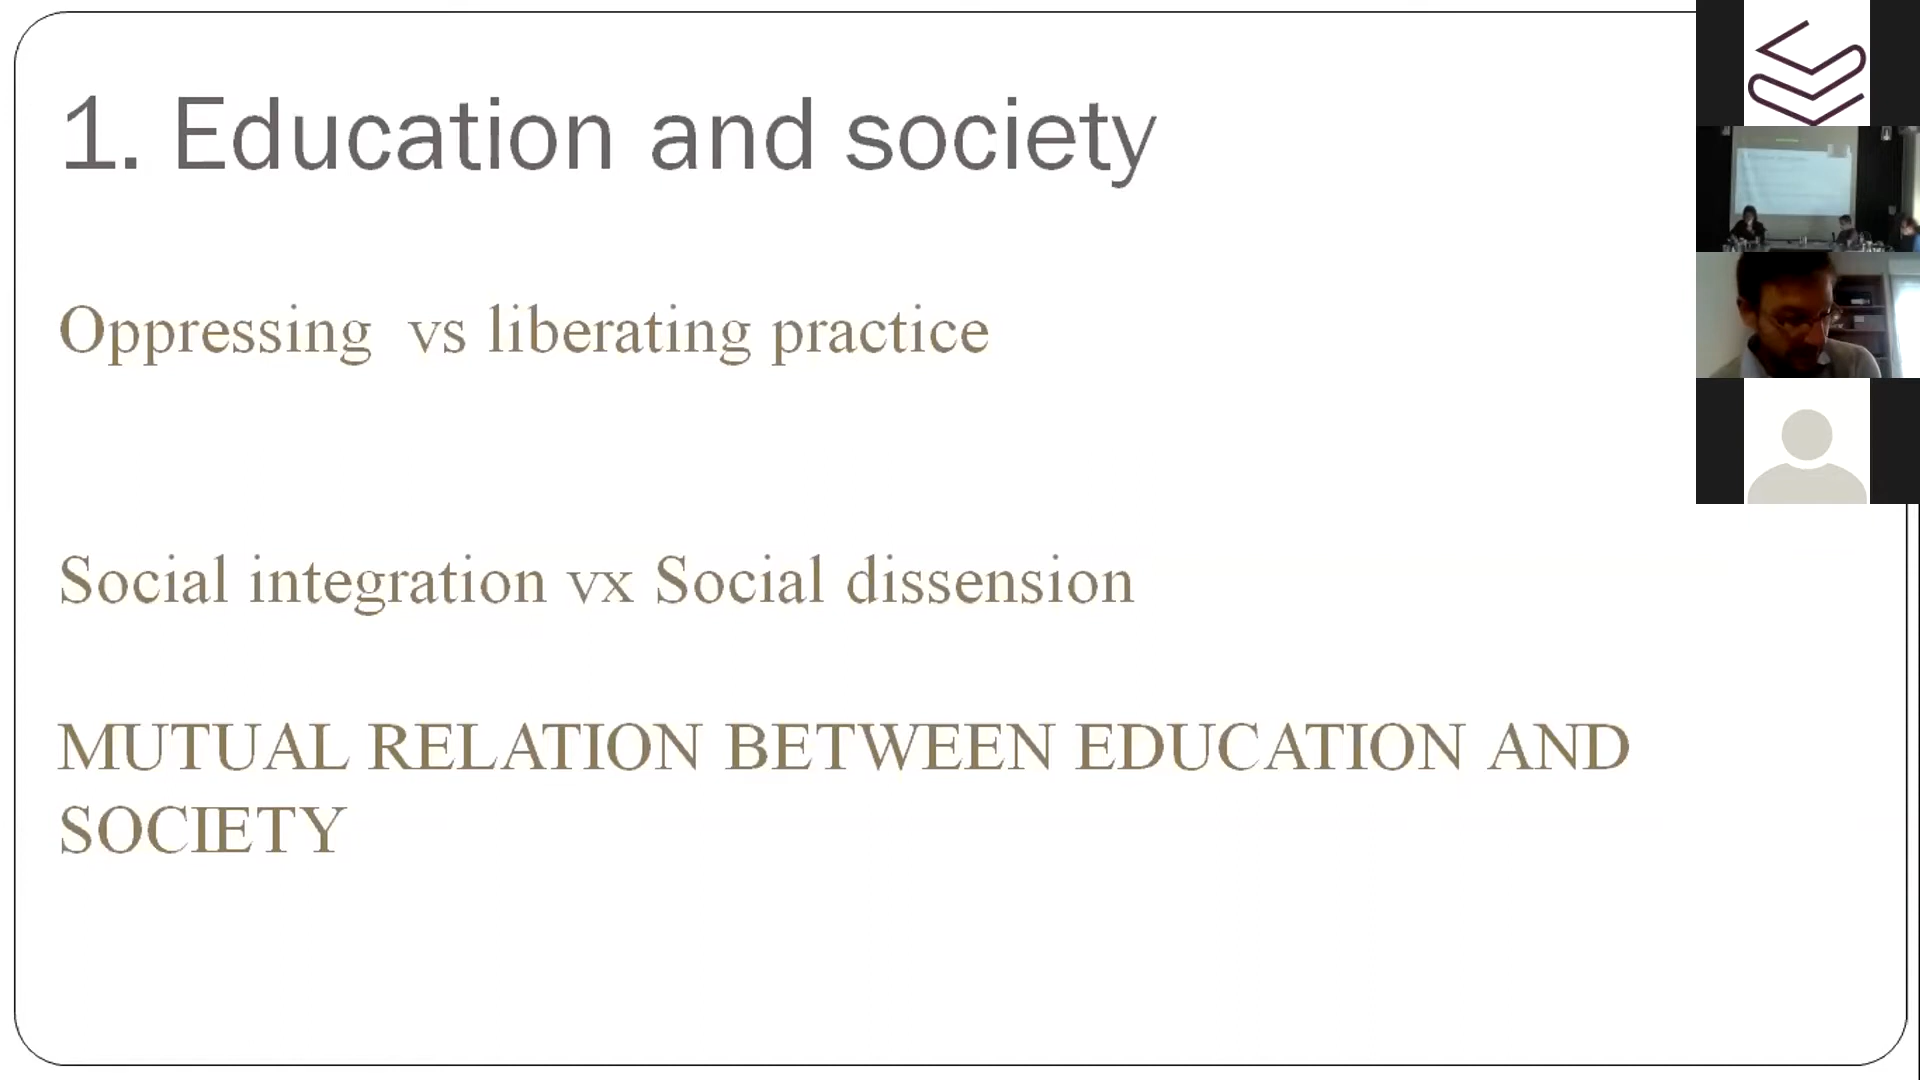 1. Education and society
Oppressing vs liberating practice
Social integration vx Social dissension
MUTUAL RELATION BETWEEN EDUCATION AND
SOCIETY